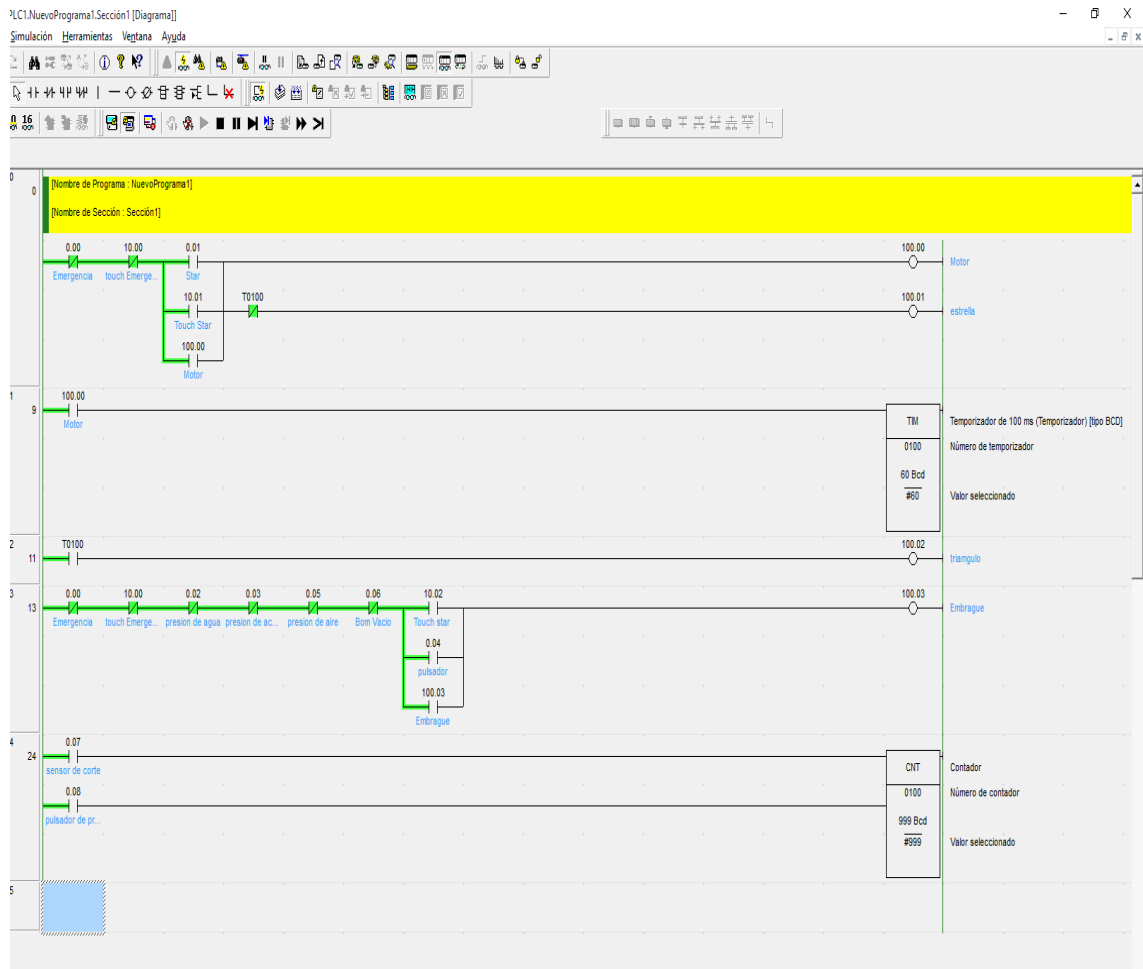 PLC1.NuevoPrograma1.Sección1 [Diagrama]]
Simulación Herramientas Ventana Ayuda
16
0
0
[Nombre de Programa : NuevoPrograma1]
[Nombre de Sección : Sección1]
0.00 10.00 0.01 100.00
Emergencia touch Emerge... Star Motor
10.01 T0100 100.01
Touch Star estrella
100.00
Motor
1
9
100.00
Motor
TIM Temporizador de 100 ms (Temporizador) [tipo BCD]
0100 Número de temporizador
60 Bcd
#60 Valor seleccionado
2
11
T0100 100.02
triamgulo
3
13
0.00 10.00 0.02 0.03 0.05 0.06 10.02 100.03
Emergencia touch Emerge... presion de agua presion de ac... presion de aire Bom Vacio Touch star Embrague
0.04
pulsador
100.03
Embrague
4
24
0.07
sensor de corte
CNT Contador
0.08 0100 Número de contador
pulsador de pr...
999 Bcd
#999 Valor seleccionado
5